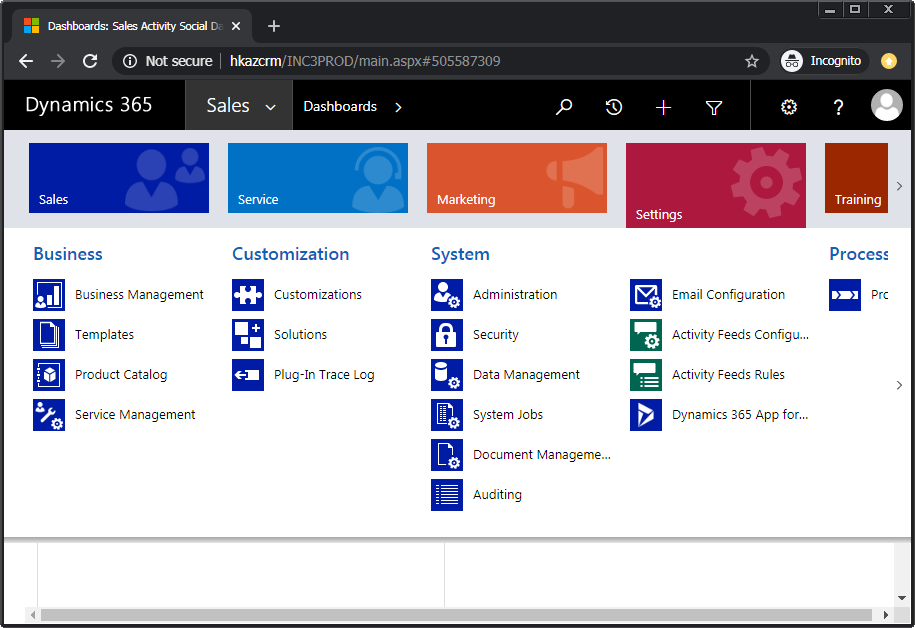 Dashboards: Sales Activity Social Da
Not secure hkazcrm/INC3PROD/main.aspx#505587309 Incognito
Dynamics 365 Sales Dashboards
Sales Service Marketing Settings Training
Business Customization System Process
Business Management Customizations Administration Email Configuration Prc
Templates Solutions Security Activity Feeds Configu...
Product Catalog Plug-In Trace Log Data Management Activity Feeds Rules
Service Management System Jobs Dynamics 365 App for...
Document Manageme...
Auditing